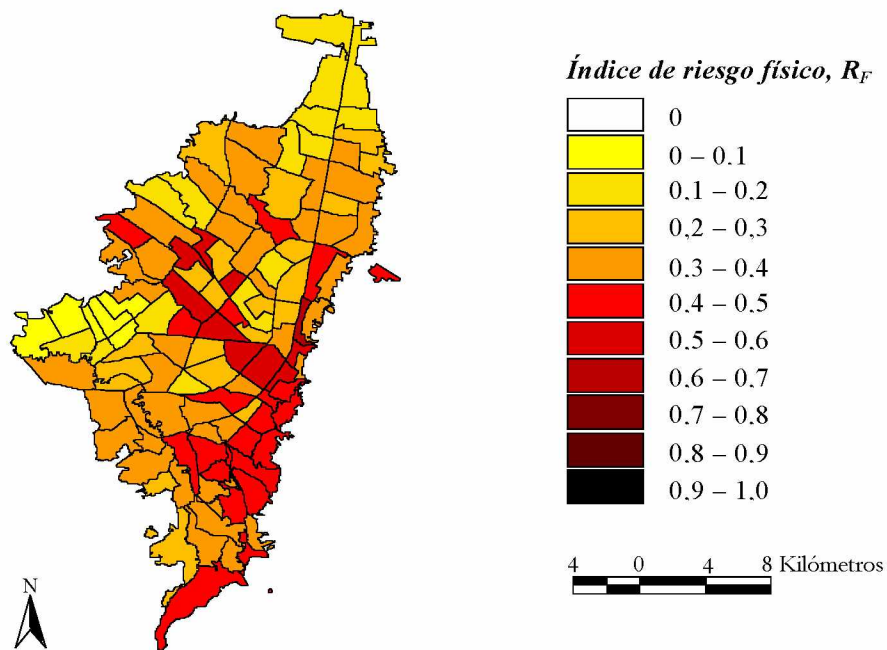 Índice de riesgo físico, RF
0
0 – 0.1
0.1 – 0.2
0.2 – 0.3
0.3 – 0.4
0.4 – 0.5
0.5 – 0.6
0.6 – 0.7
0.7 – 0.8
0.8 – 0.9
0.9 – 1.0
4 0 4 8 Kilómetros
N